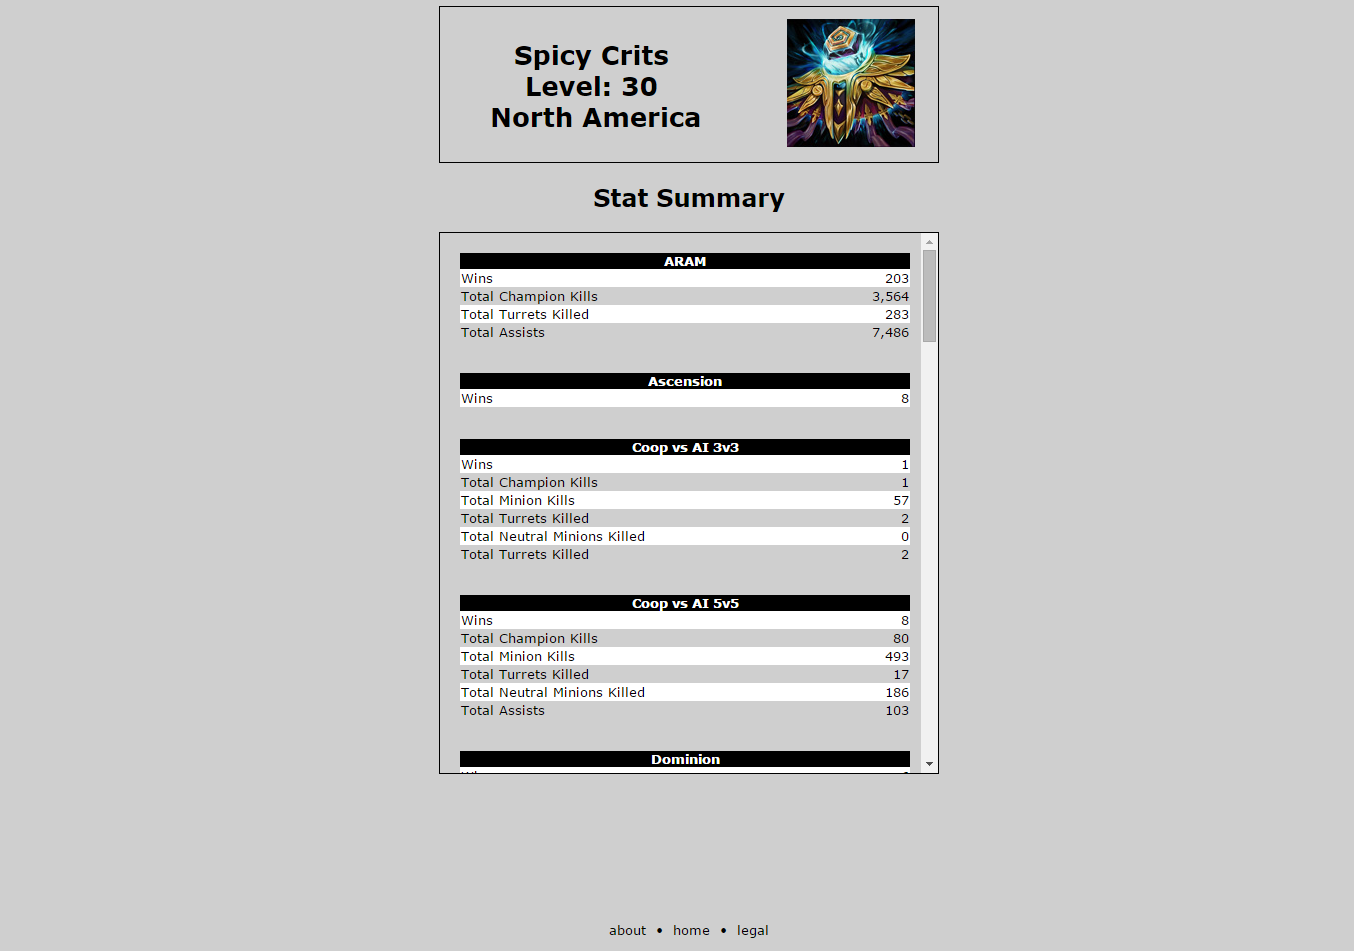 Spicy Crits
Level: 30
North America
Stat Summary
ARAM
Wins 203
Total Champion Kills 3,564
Total Turrets Killed 283
Total Assists 7,486
Ascension
Wins 8
Coop vs AI 3v3
Wins 1
Total Champion Kills 1
Total Minion Kills 57
Total Turrets Killed 2
Total Neutral Minions Killed 0
Total Turrets Killed 2
Coop vs AI 5v5
Wins 8
Total Champion Kills 80
Total Minion Kills 493
Total Turrets Killed 17
Total Neutral Minions Killed 186
Total Assists 103
Dominion
about • home • legal